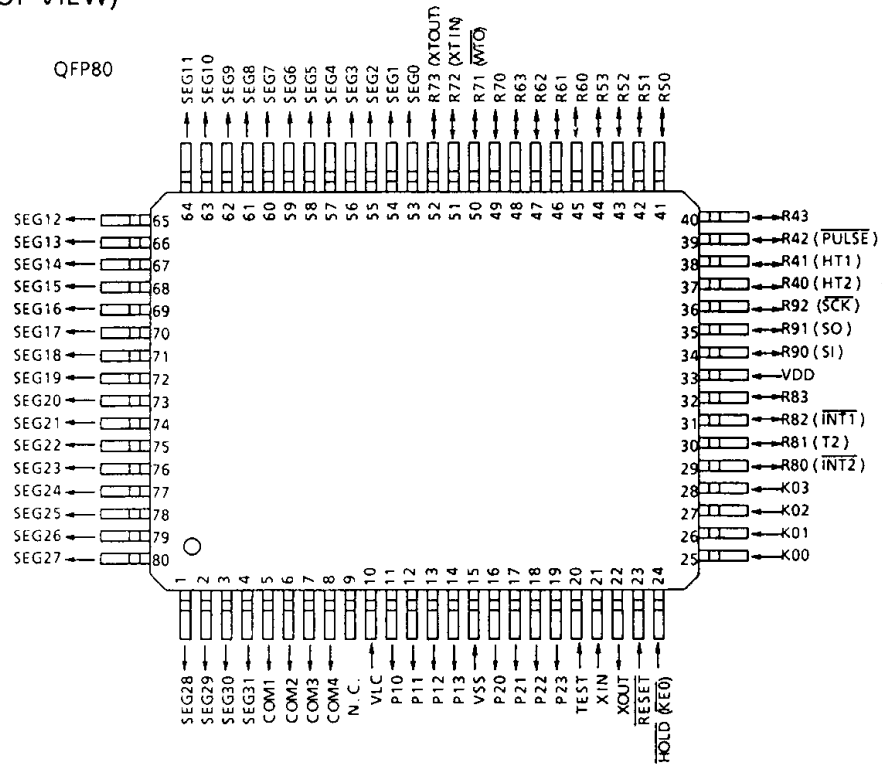 OP VIEW)
QFP80
SEG11
SEG10
SEG9
SEG8
SEG7
SEG6
SEG5
SEG4
SEG3
SEG2
SEG1
SEG0
R73 (XTOUT)
R72 (XTIN)
R71 (WTO)
R70
R63
R62
R61
R60
R53
R52
R51
R50
64
63
62
61
60
59
58
57
56
55
54
53
52
51
50
49
48
47
46
45
44
43
42
41
SEG12 65
SEG13 66
SEG14 67
SEG15 68
SEG16 69
SEG17 70
SEG18 71
SEG19 72
SEG20 73
SEG21 74
SEG22 75
SEG23 76
SEG24 77
SEG25 78
SEG26 79
SEG27 80
40 R43
39 R42 (PULSE)
38 R41 (HT1)
37 R40 (HT2)
36 R92 (SCK)
35 R91 (SO)
34 R90 (SI)
33 VDD
32 R83
31 R82 (INT1)
30 R81 (T2)
29 R80 (INT2)
28 K03
27 K02
26 K01
25 K00
1
2
3
4
5
6
7
8
9
10
11
12
13
14
15
16
17
18
19
20
21
22
23
24
SEG28
SEG29
SEG30
SEG31
COM1
COM2
COM3
COM4
N.C.
VLC
P10
P11
P12
P13
VSS
P20
P21
P22
P23
TEST
XIN
XOUT
RESET
HOLD (KE0)